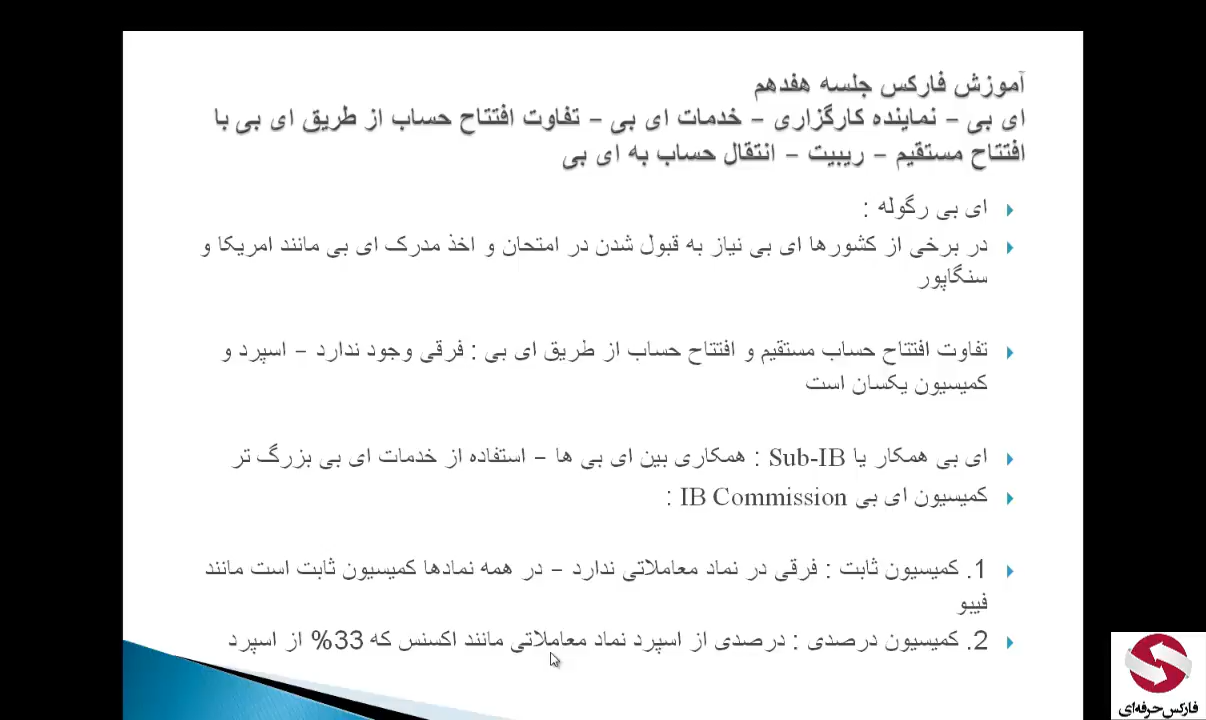 آموزش فارکس جلسه هفدهم
ای بی – نماینده کارگزاری – خدمات ای بی – تفاوت افتتاح حساب از طریق ای بی با
افتتاح مستقیم – ریبیت – انتقال حساب به ای بی
ای بی رگوله :
در برخی از کشورها ای بی نیاز به قبول شدن در امتحان و اخذ مدرک ای بی مانند امریکا و
سنگاپور
تفاوت افتتاح حساب مستقیم و افتتاح حساب از طریق ای بی : فرقی وجود ندارد – اسپرد و
کمیسیون یکسان است
ای بی همکار یا Sub-IB : همکاری بین ای بی ها – استفاده از خدمات ای بی بزرگ تر
کمیسیون ای بی IB Commission :
1. کمیسیون ثابت : فرقی در نماد معاملاتی ندارد – در همه نمادها کمیسیون ثابت است مانند
فیبو
2. کمیسیون درصدی : درصدی از اسپرد نماد معاملاتی مانند اکسنس که 33% از اسپرد
فارکس‌حرفه‌ای